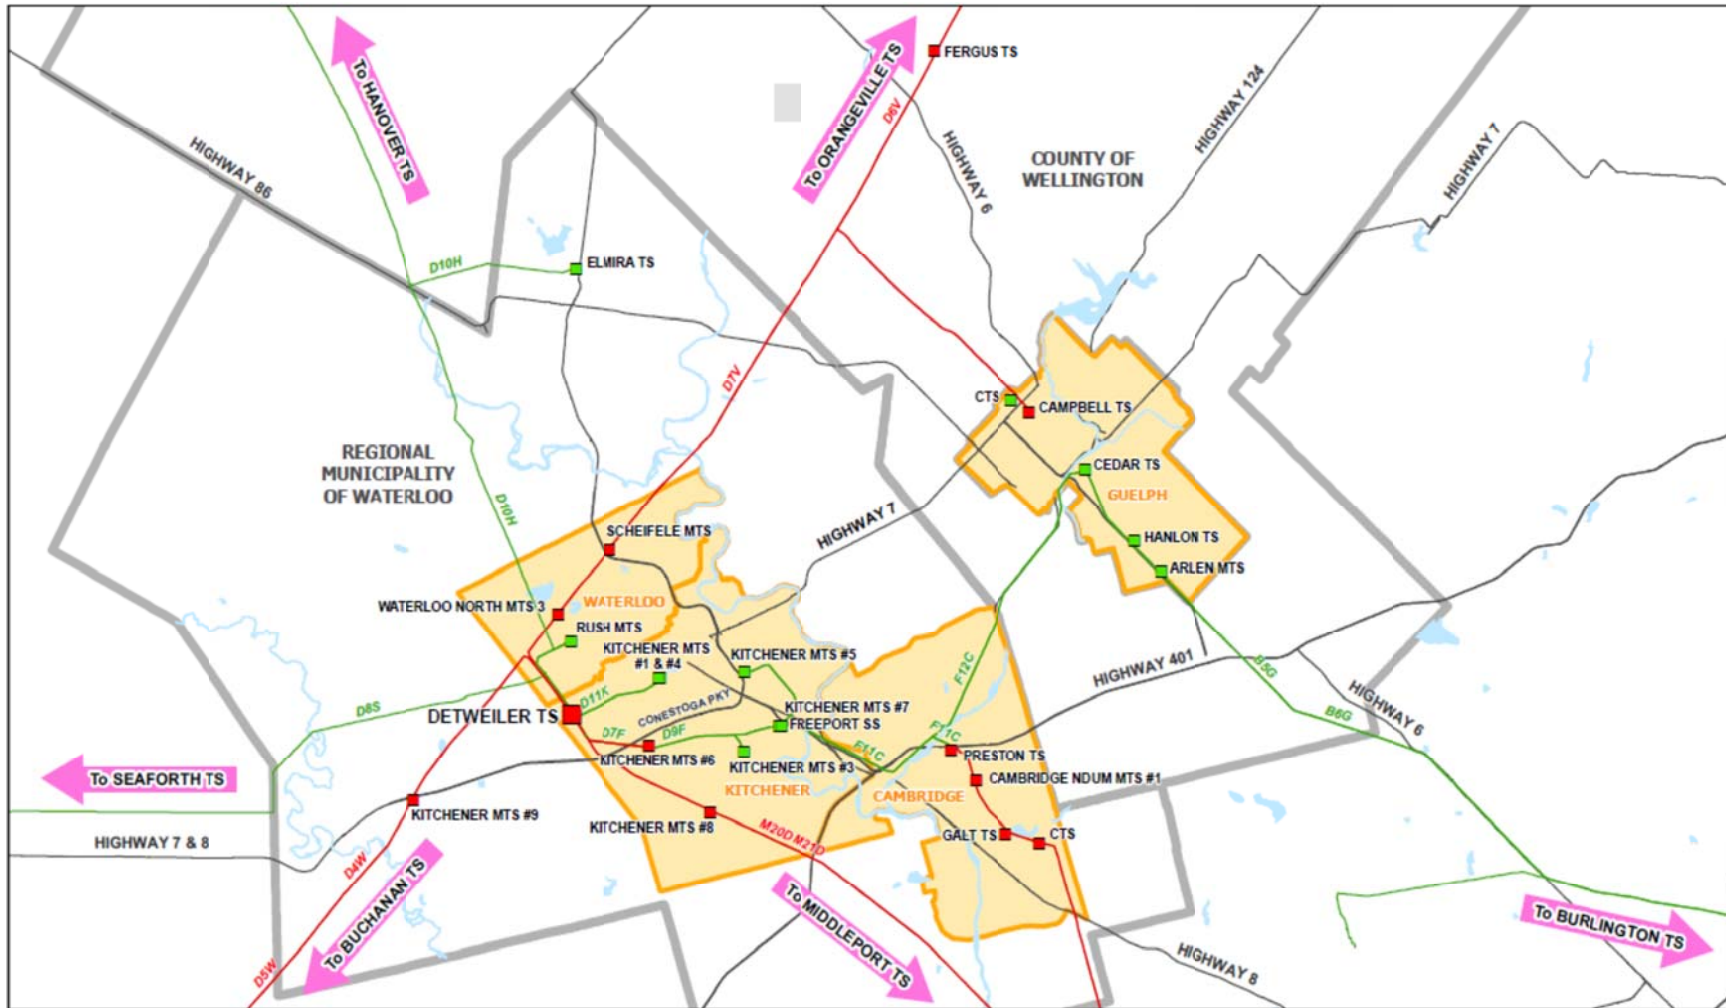 To HANOVER TS
To ORANGEVILLE TS
FERGUS TS
D6V
HIGHWAY 86
HIGHWAY 6
HIGHWAY 124
HIGHWAY 7
COUNTY OF
WELLINGTON
D10H
ELMIRA TS
D7V
CTS
CAMPBELL TS
REGIONAL
MUNICIPALITY
OF WATERLOO
CEDAR TS
GUELPH
D10H
HIGHWAY 7
SCHEIFELE MTS
HANLON TS
ARLEN MTS
WATERLOO NORTH MTS 3
WATERLOO
RUSH MTS
KITCHENER MTS
#1 & #4
KITCHENER MTS #5
F12C
HIGHWAY 401
B5G
D11K
CONESTOGA PKY
D8S
DETWEILER TS
KITCHENER MTS #7
FREEPORT SS
HIGHWAY 6
B6G
D7F
D9F
F11C
F11C
PRESTON TS
KITCHENER MTS #6
KITCHENER MTS #3
To SEAFORTH TS
CAMBRIDGE NDUM MTS #1
KITCHENER
CAMBRIDGE
KITCHENER MTS #9
KITCHENER MTS #8
M20D M21D
GALT TS
CTS
HIGHWAY 7 & 8
D4W
To BUCHANAN TS
To MIDDLEPORT TS
To BURLINGTON TS
HIGHWAY 8
D5W